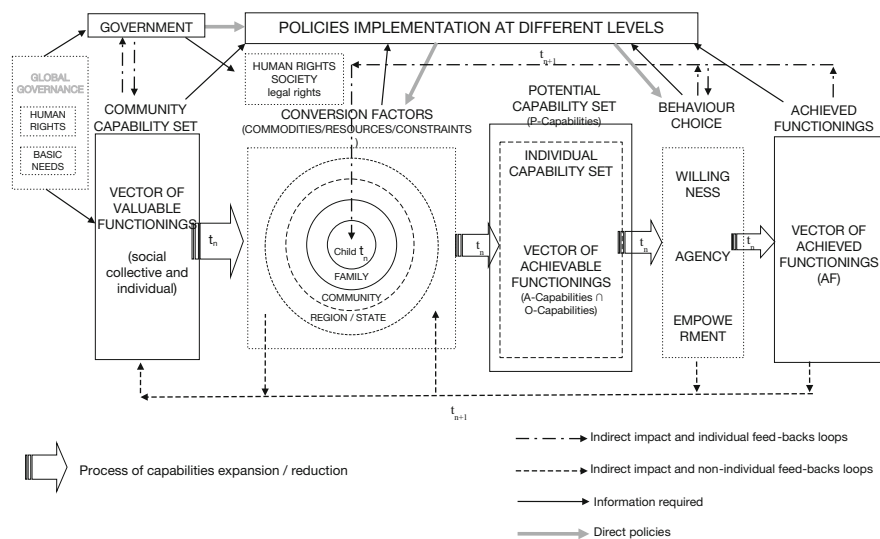 GOVERNMENT
POLICIES IMPLEMENTATION AT DIFFERENT LEVELS
GLOBAL
GOVERNANCE
HUMAN
RIGHTS
BASIC
NEEDS
HUMAN RIGHTS
SOCIETY
legal rights
t n+1
COMMUNITY
CAPABILITY SET
CONVERSION FACTORS
(COMMODITIES/RESOURCES/CONSTRAINTS
)
POTENTIAL
CAPABILITY SET
(P-Capabilities)
BEHAVIOUR
CHOICE
ACHIEVED
FUNCTIONINGS
VECTOR OF
VALUABLE
FUNCTIONINGS
(social
collective and
individual)
t n
Child t n
FAMILY
COMMUNITY
REGION / STATE
t n
INDIVIDUAL
CAPABILITY SET
VECTOR OF
ACHIEVABLE
FUNCTIONINGS
(A-Capabilities ∩
O-Capabilities)
t n
WILLING
NESS
AGENCY
EMPOWE
RMENT
t n
VECTOR OF
ACHIEVED
FUNCTIONINGS
(AF)
t n+1
Process of capabilities expansion / reduction
Indirect impact and individual feed-backs loops
Indirect impact and non-individual feed-backs loops
Information required
Direct policies